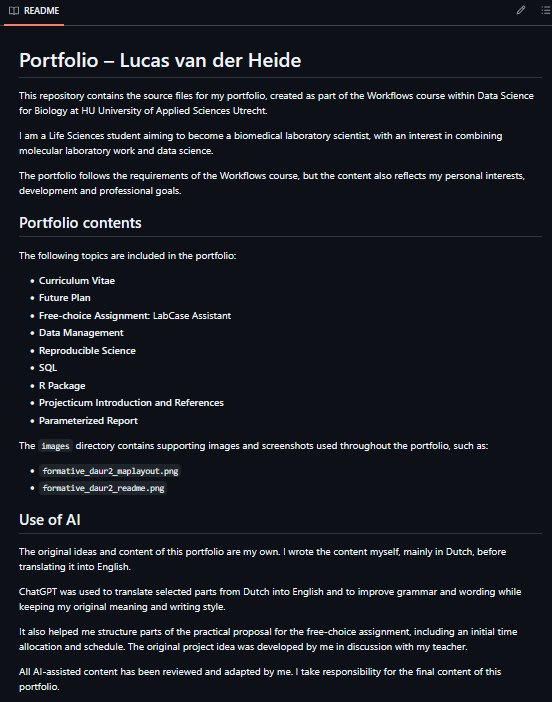 README
Portfolio – Lucas van der Heide
This repository contains the source files for my portfolio, created as part of the Workflows course within Data Science
for Biology at HU University of Applied Sciences Utrecht.
I am a Life Sciences student aiming to become a biomedical laboratory scientist, with an interest in combining
molecular laboratory work and data science.
The portfolio follows the requirements of the Workflows course, but the content also reflects my personal interests,
development and professional goals.
Portfolio contents
The following topics are included in the portfolio:
• Curriculum Vitae
• Future Plan
• Free-choice Assignment: LabCase Assistant
• Data Management
• Reproducible Science
• SQL
• R Package
• Projecticum Introduction and References
• Parameterized Report
The images directory contains supporting images and screenshots used throughout the portfolio, such as:
• formative_daur2_maplayout.png
• formative_daur2_readme.png
Use of AI
The original ideas and content of this portfolio are my own. I wrote the content myself, mainly in Dutch, before
translating it into English.
ChatGPT was used to translate selected parts from Dutch into English and to improve grammar and wording while
keeping my original meaning and writing style.
It also helped me structure parts of the practical proposal for the free-choice assignment, including an initial time
allocation and schedule. The original project idea was developed by me in discussion with my teacher.
All AI-assisted content has been reviewed and adapted by me. I take responsibility for the final content of this
portfolio.